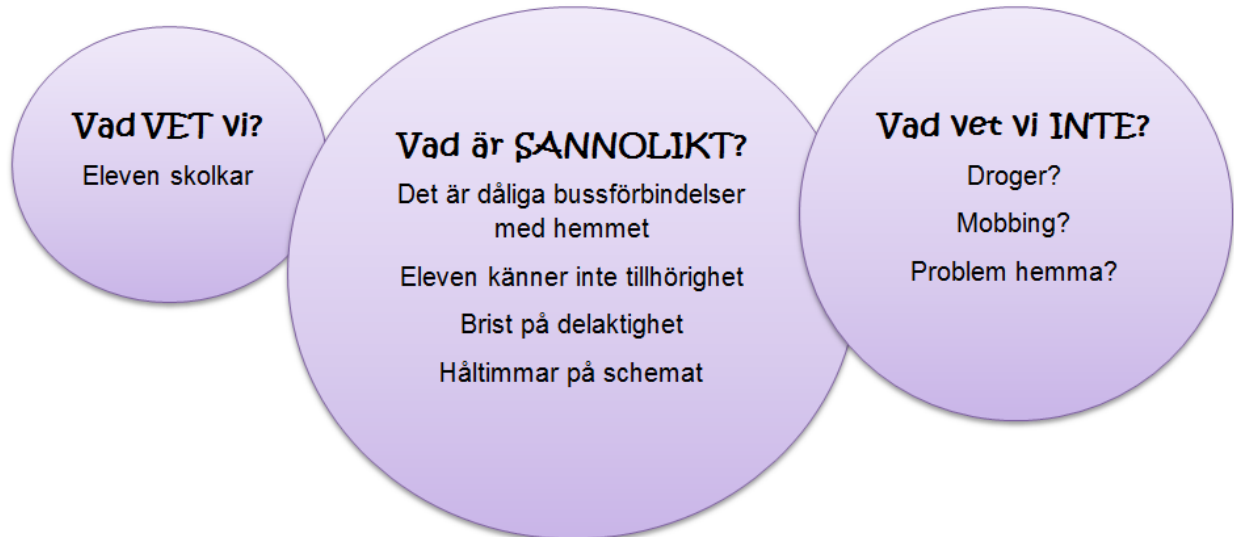 Vad VET vi?
Eleven skolkar
Vad är SANNOLIKT?
Det är dåliga bussförbindelser
med hemmet
Eleven känner inte tillhörighet
Brist på delaktighet
Håltimmar på schemat
Vad vet vi INTE?
Droger?
Mobbing?
Problem hemma?